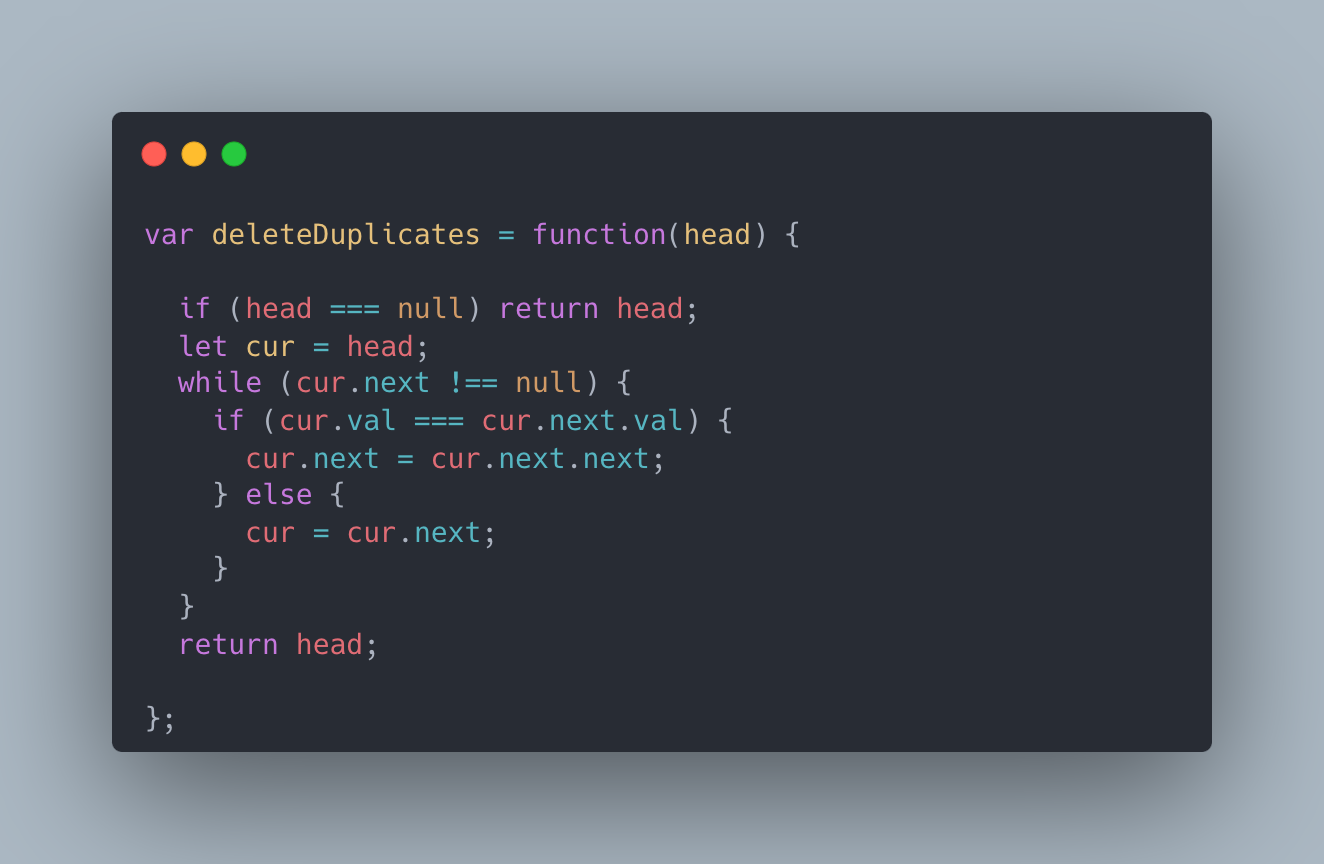 var deleteDuplicates = function(head) {

  if (head === null) return head;
  let cur = head;
  while (cur.next !== null) {
    if (cur.val === cur.next.val) {
      cur.next = cur.next.next;
    } else {
      cur = cur.next;
    }
  }
  return head;

};